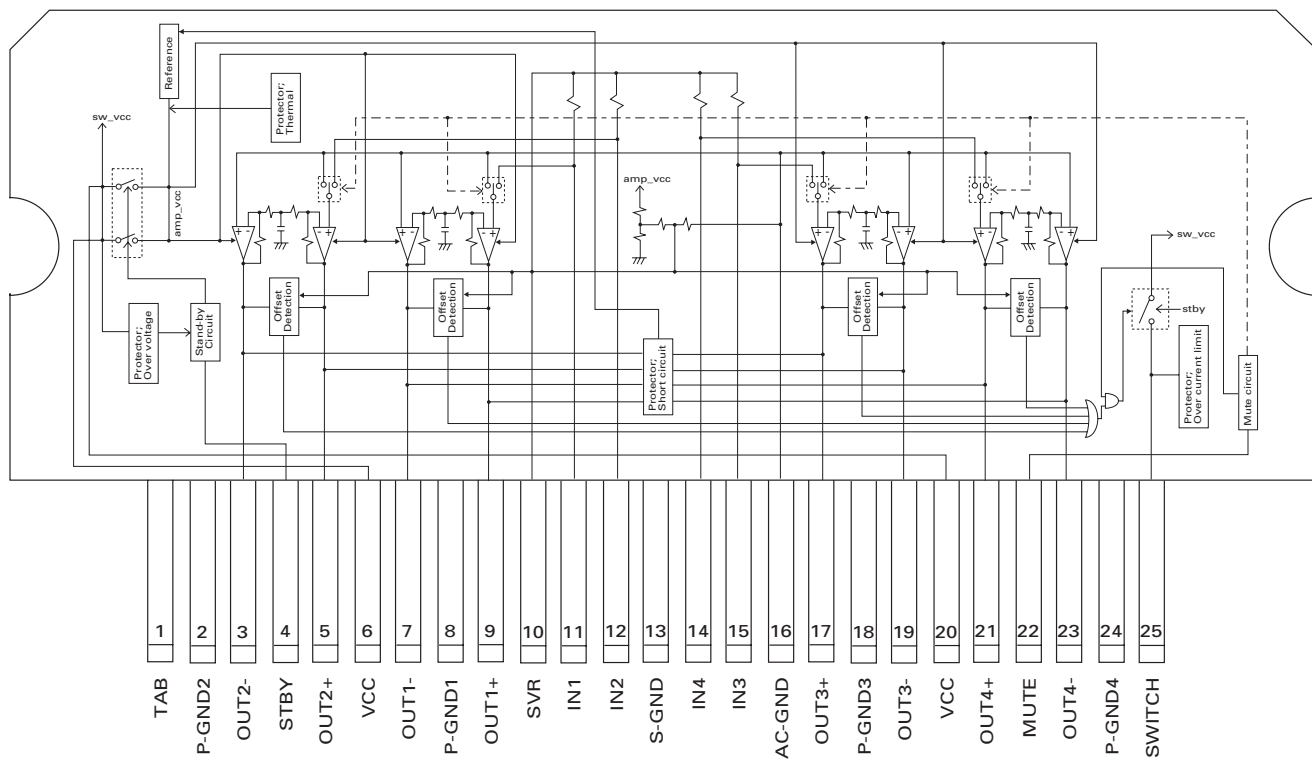 Reference
Protector;
Thermal
sw_vcc
amp_vcc
amp_vcc
sw_vcc
+ -
- +
+ -
- +
+ -
- +
+ -
- +
Protector;
Over voltage
Stand-by
Circuit
Offset
Detection
Offset
Detection
Protector;
Short circuit
Offset
Detection
Offset
Detection
stby
Protector;
Over current limit
Mute circuit
1
2
3
4
5
6
7
8
9
10
11
12
13
14
15
16
17
18
19
20
21
22
23
24
25
TAB
P-GND2
OUT2-
STBY
OUT2+
VCC
OUT1-
P-GND1
OUT1+
SVR
IN1
IN2
S-GND
IN4
IN3
AC-GND
OUT3+
P-GND3
OUT3-
VCC
OUT4+
MUTE
OUT4-
P-GND4
SWITCH